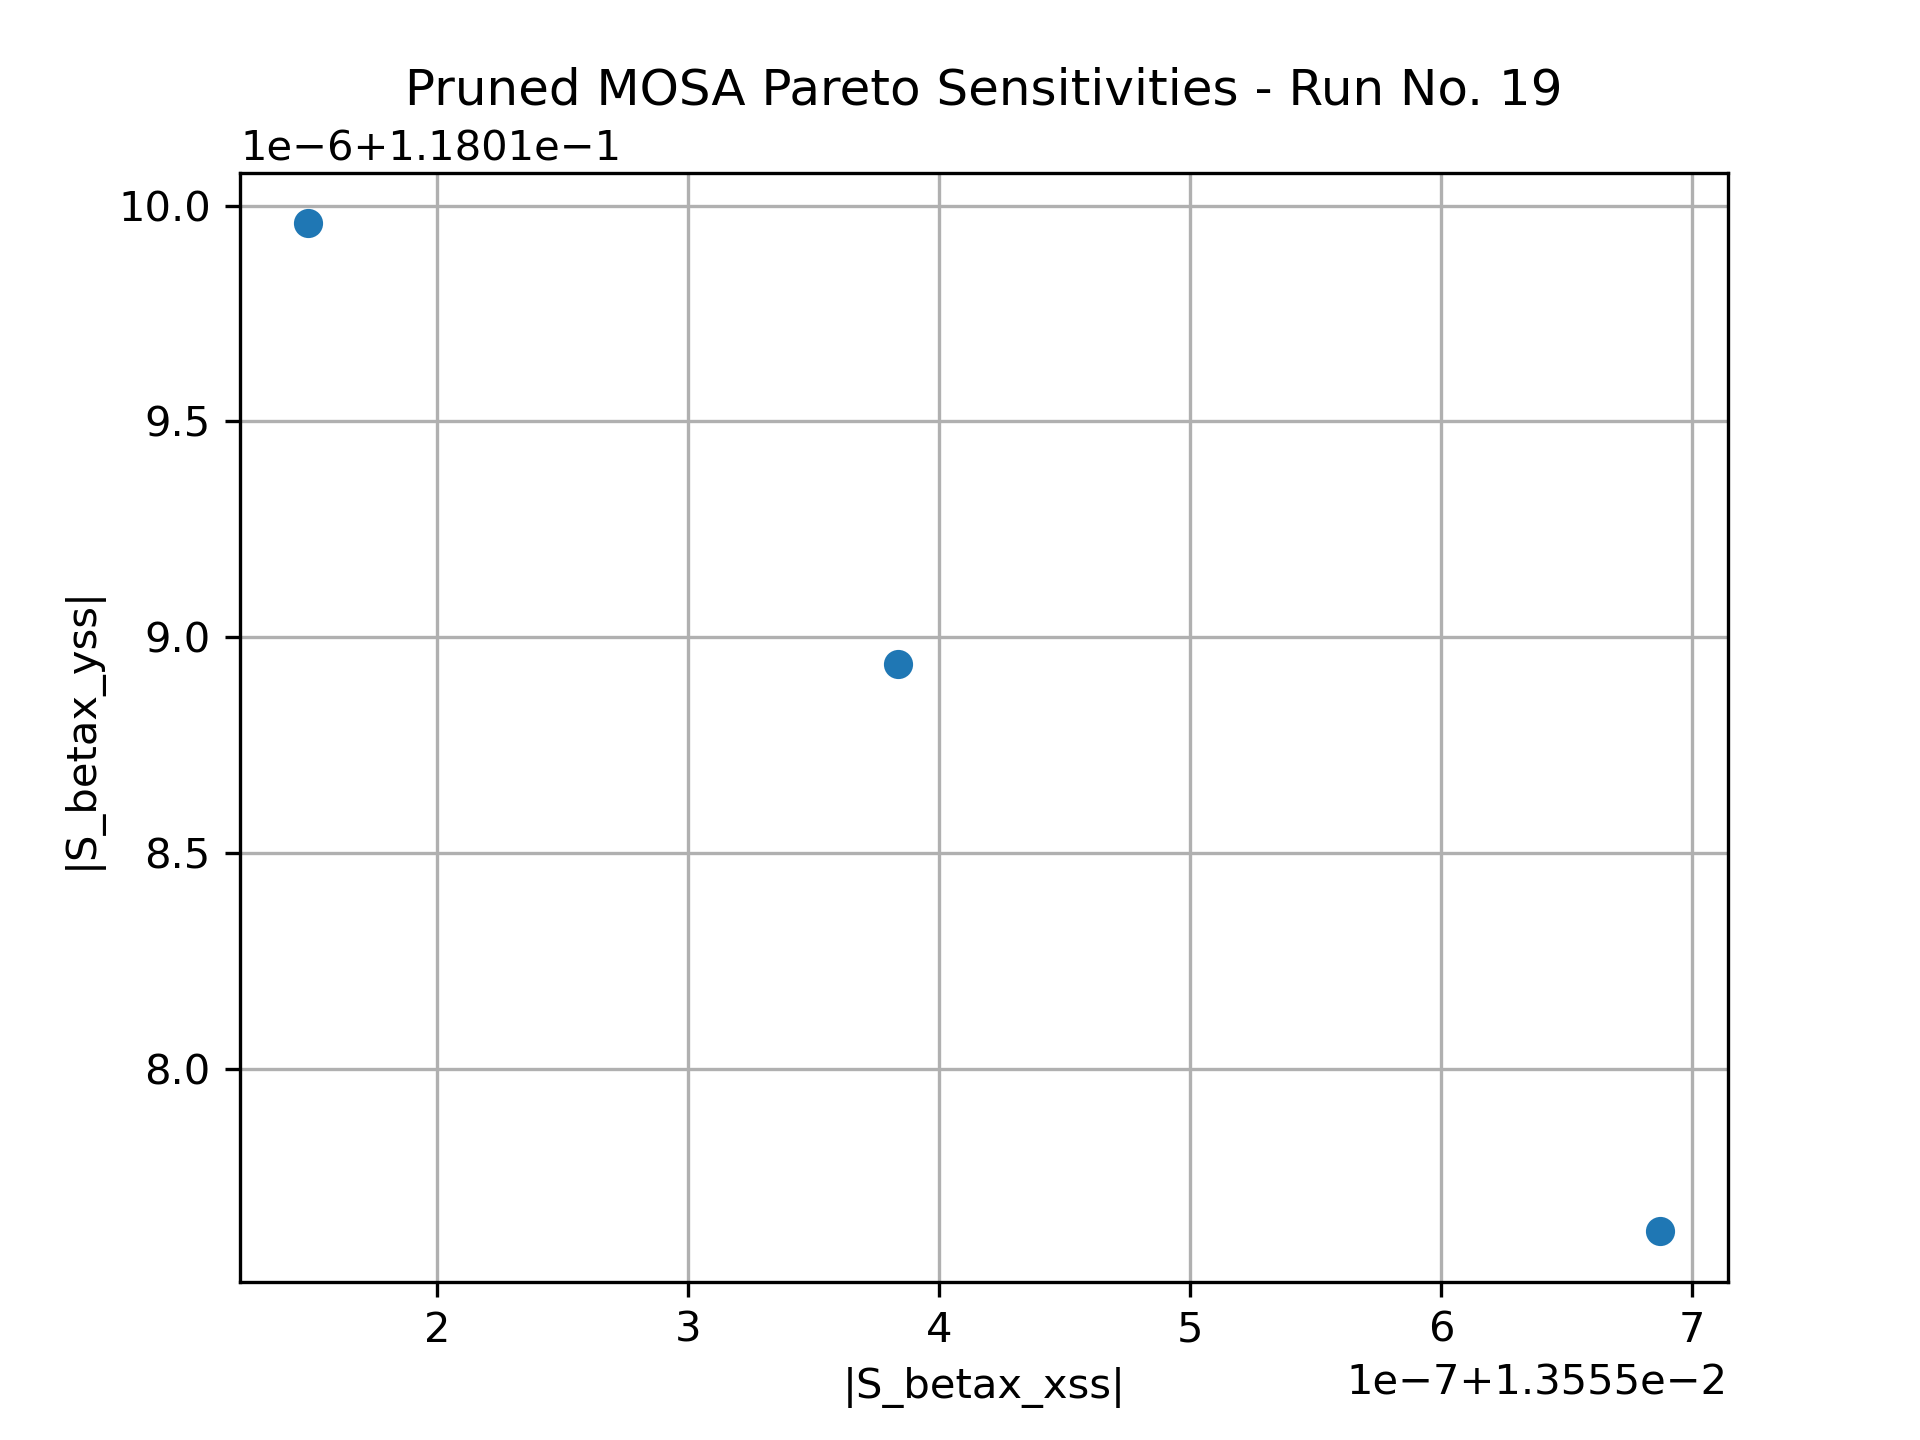 Pruned MOSA Pareto Sensitivities - Run No. 19
1e−6+1.1801e−1
10.0
9.5
9.0
8.5
8.0
|S_betax_yss|
2 3 4 5 6 7
|S_betax_xss|
1e−7+1.3555e−2